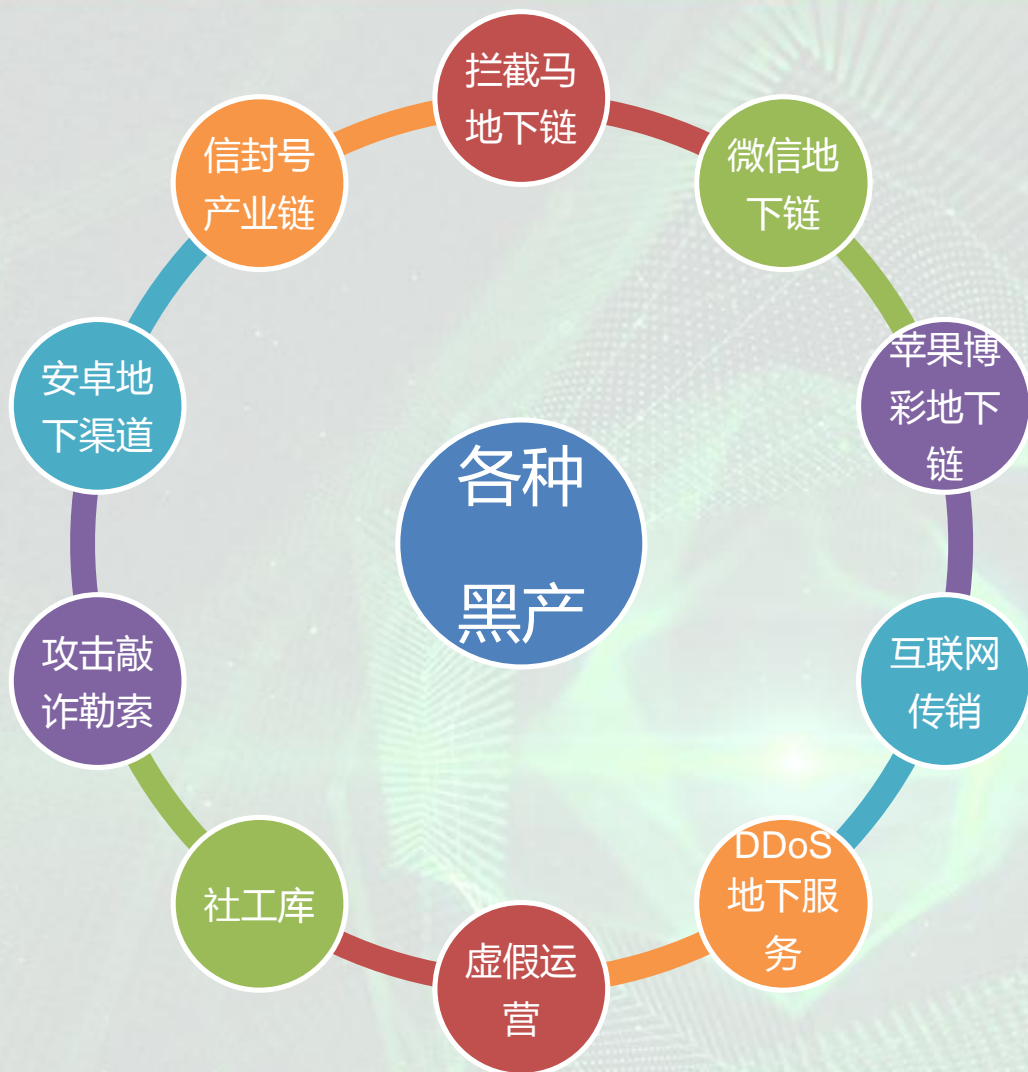 拦截马
地下链
微信地
下链
苹果博
彩地下
链
互联网
传销
DDoS
地下服
务
虚假运
营
社工库
攻击敲
诈勒索
安卓地
下渠道
信封号
产业链
各种
黑产